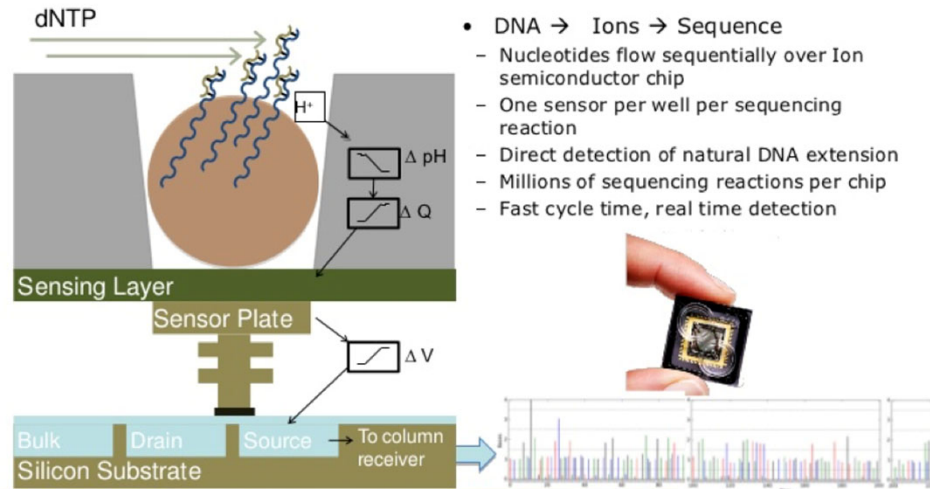 dNTP
H⁺
Δ pH
Δ Q
Sensing Layer
Sensor Plate
Δ V
Bulk
Drain
Source
To column
receiver
Silicon Substrate
• DNA → Ions → Sequence
– Nucleotides flow sequentially over Ion
semiconductor chip
– One sensor per well per sequencing
reaction
– Direct detection of natural DNA extension
– Millions of sequencing reactions per chip
– Fast cycle time, real time detection